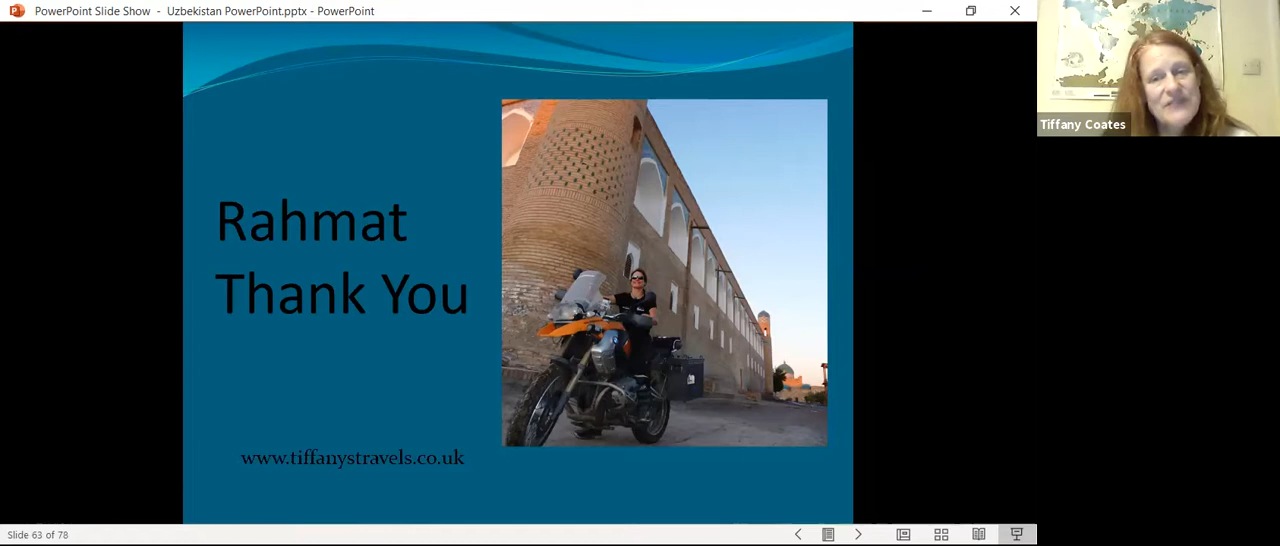 PowerPoint Slide Show - Uzbekistan PowerPoint.pptx - PowerPoint
Tiffany Coates
Rahmat
Thank You
www.tiffanystravels.co.uk
Slide 63 of 78